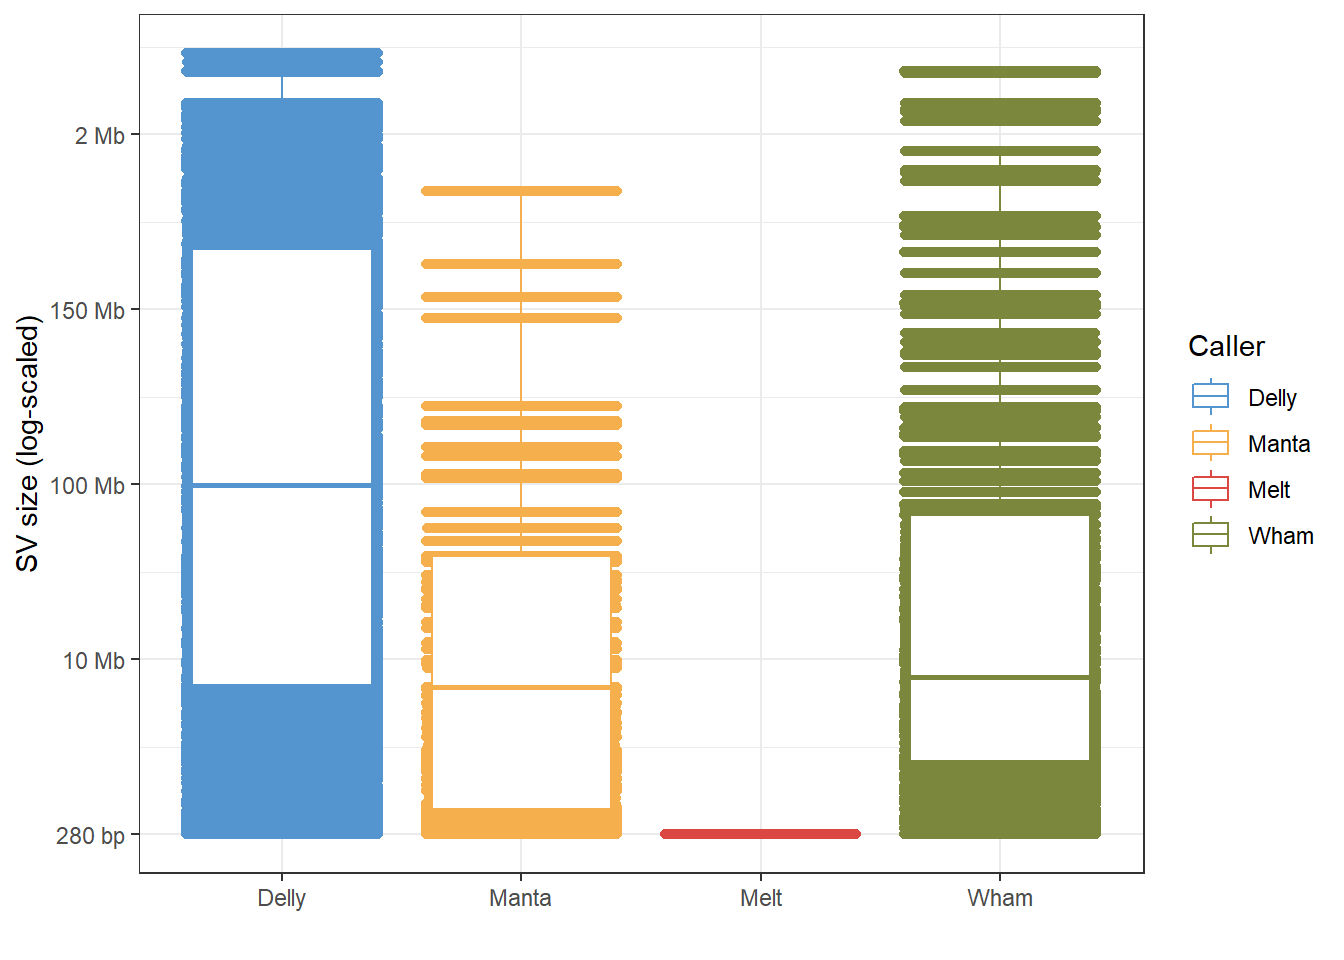 SV size (log-scaled)
2 Mb
150 Mb
100 Mb
10 Mb
280 bp
Delly
Manta
Melt
Wham
Caller
Delly
Manta
Melt
Wham